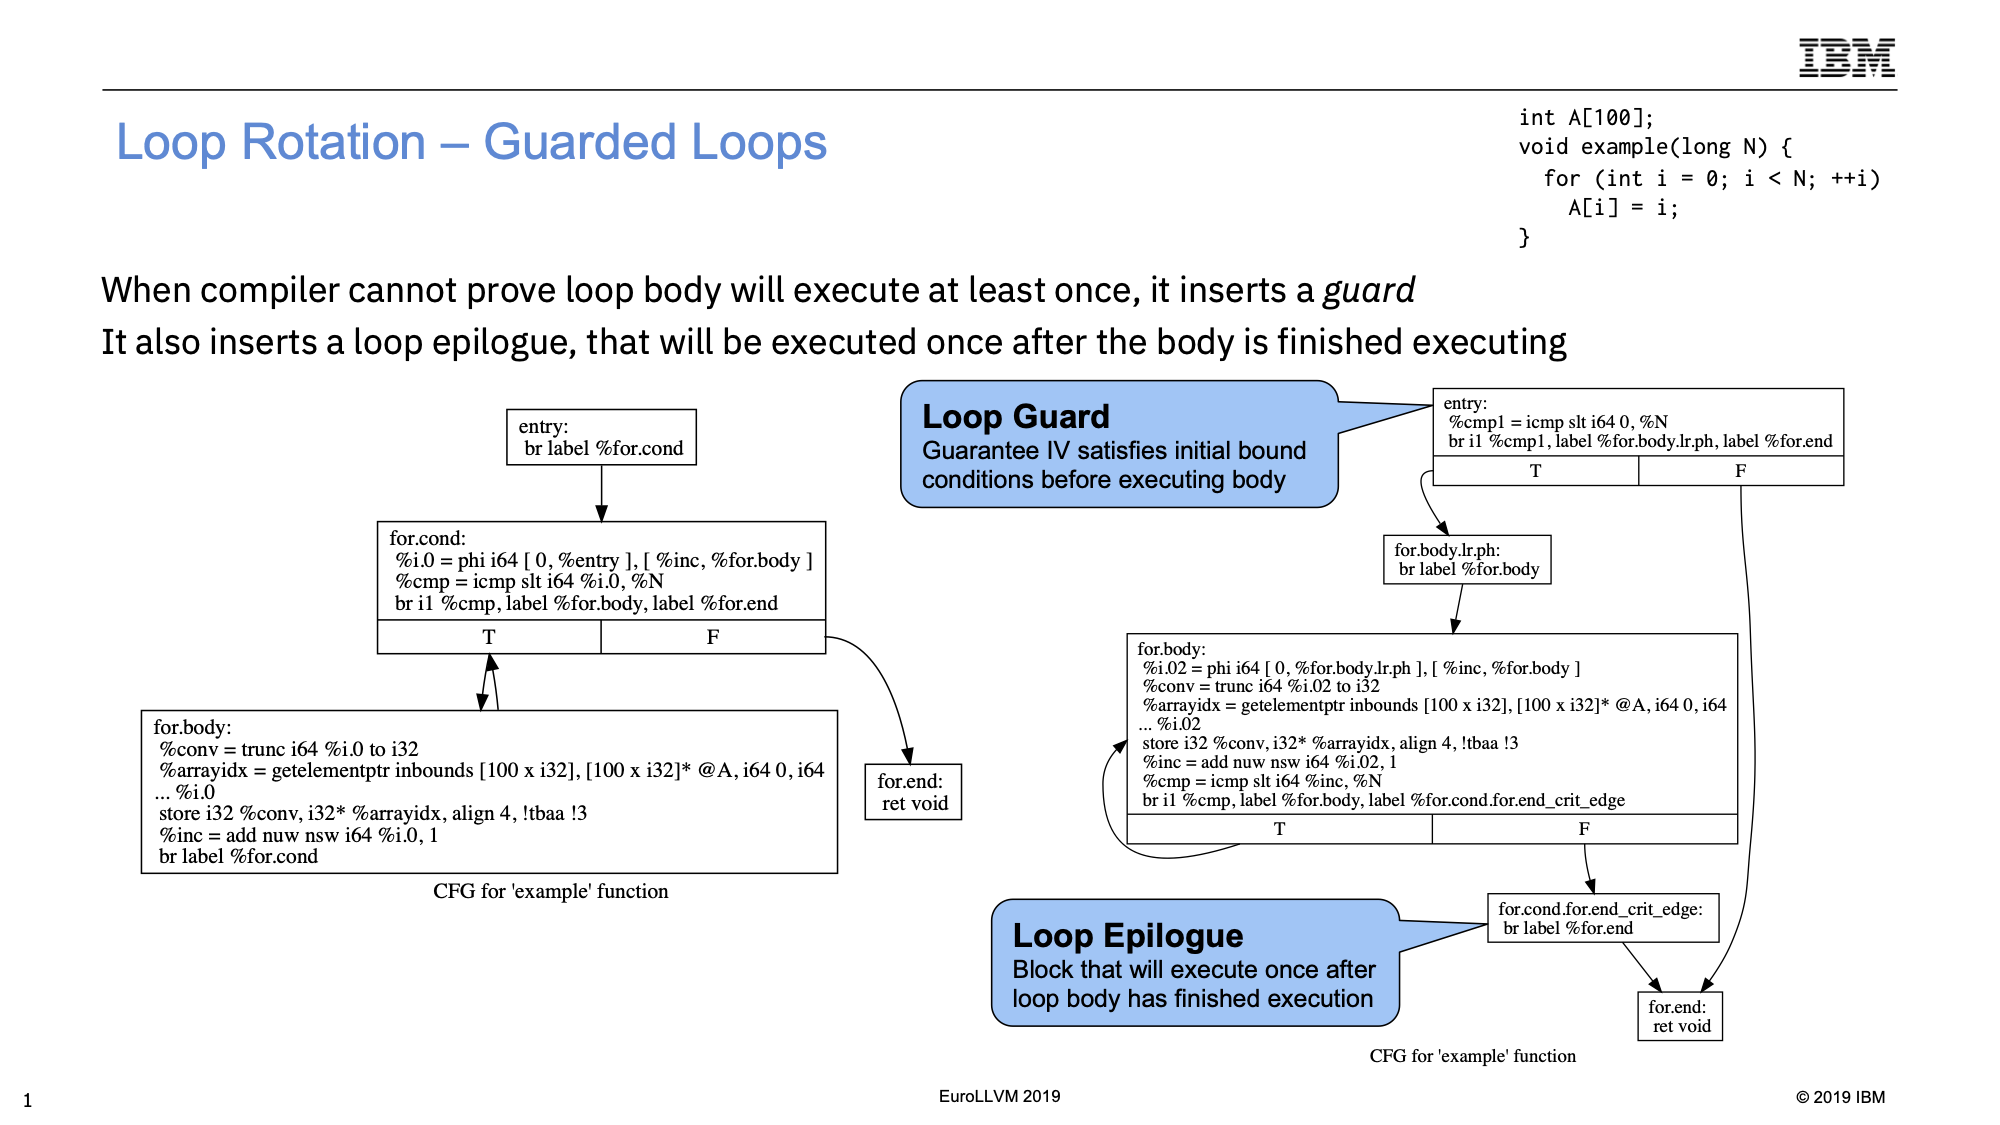 IBM
Loop Rotation – Guarded Loops
int A[100];
void example(long N) {
for (int i = 0; i < N; ++i)
A[i] = i;
}
When compiler cannot prove loop body will execute at least once, it inserts a guard
It also inserts a loop epilogue, that will be executed once after the body is finished executing
entry:
br label %for.cond
for.cond:
%i.0 = phi i64 [ 0, %entry ], [ %inc, %for.body ]
%cmp = icmp slt i64 %i.0, %N
br i1 %cmp, label %for.body, label %for.end
T F
for.body:
%conv = trunc i64 %i.0 to i32
%arrayidx = getelementptr inbounds [100 x i32], [100 x i32]* @A, i64 0, i64
... %i.0
store i32 %conv, i32* %arrayidx, align 4, !tbaa !3
%inc = add nuw nsw i64 %i.0, 1
br label %for.cond
for.end:
ret void
CFG for 'example' function
Loop Guard
Guarantee IV satisfies initial bound
conditions before executing body
entry:
%cmp1 = icmp slt i64 0, %N
br i1 %cmp1, label %for.body.lr.ph, label %for.end
T F
for.body.lr.ph:
br label %for.body
for.body:
%i.02 = phi i64 [ 0, %for.body.lr.ph ], [ %inc, %for.body ]
%conv = trunc i64 %i.02 to i32
%arrayidx = getelementptr inbounds [100 x i32], [100 x i32]* @A, i64 0, i64
... %i.02
store i32 %conv, i32* %arrayidx, align 4, !tbaa !3
%inc = add nuw nsw i64 %i.02, 1
%cmp = icmp slt i64 %inc, %N
br i1 %cmp, label %for.body, label %for.cond.for.end_crit_edge
T F
Loop Epilogue
Block that will execute once after
loop body has finished execution
for.cond.for.end_crit_edge:
br label %for.end
for.end:
ret void
CFG for 'example' function
1
EuroLLVM 2019
© 2019 IBM